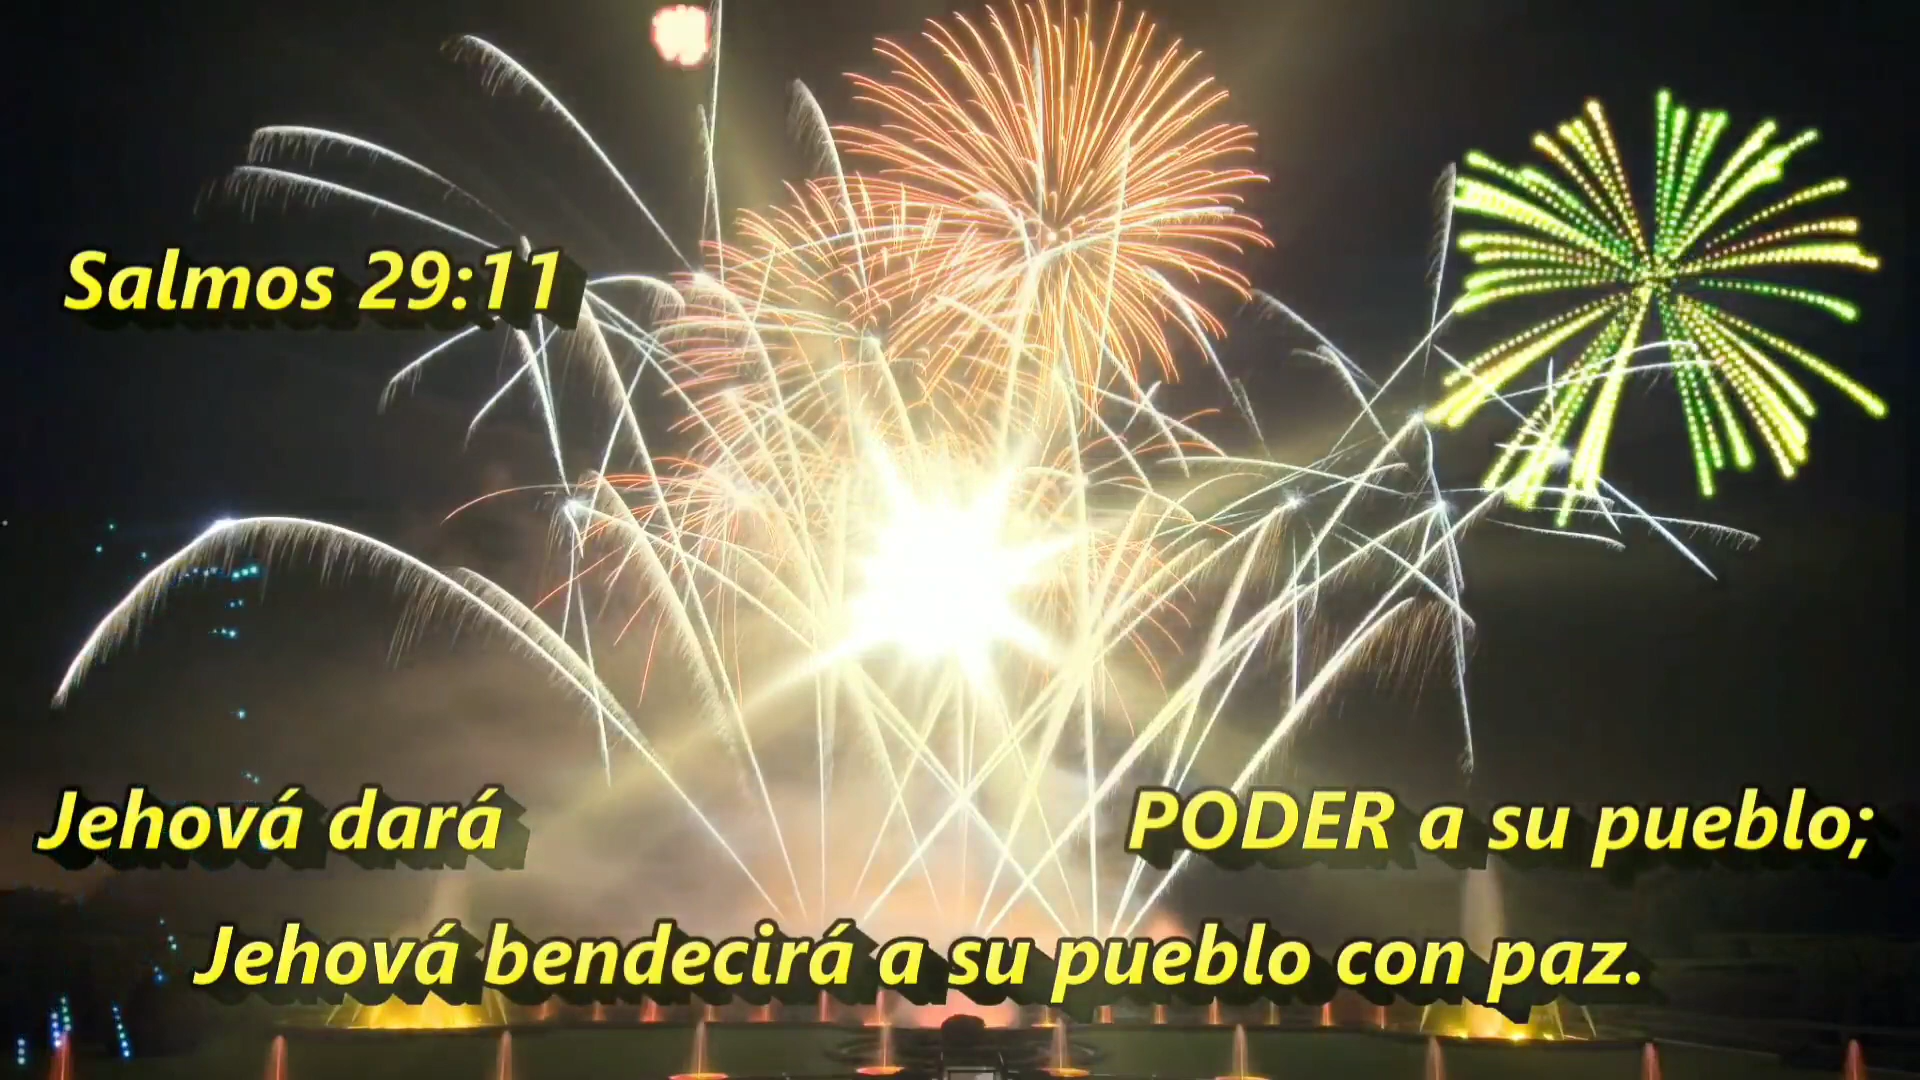 Salmos 29:11
Jehová dará PODER a su pueblo;
Jehová bendecirá a su pueblo con paz.